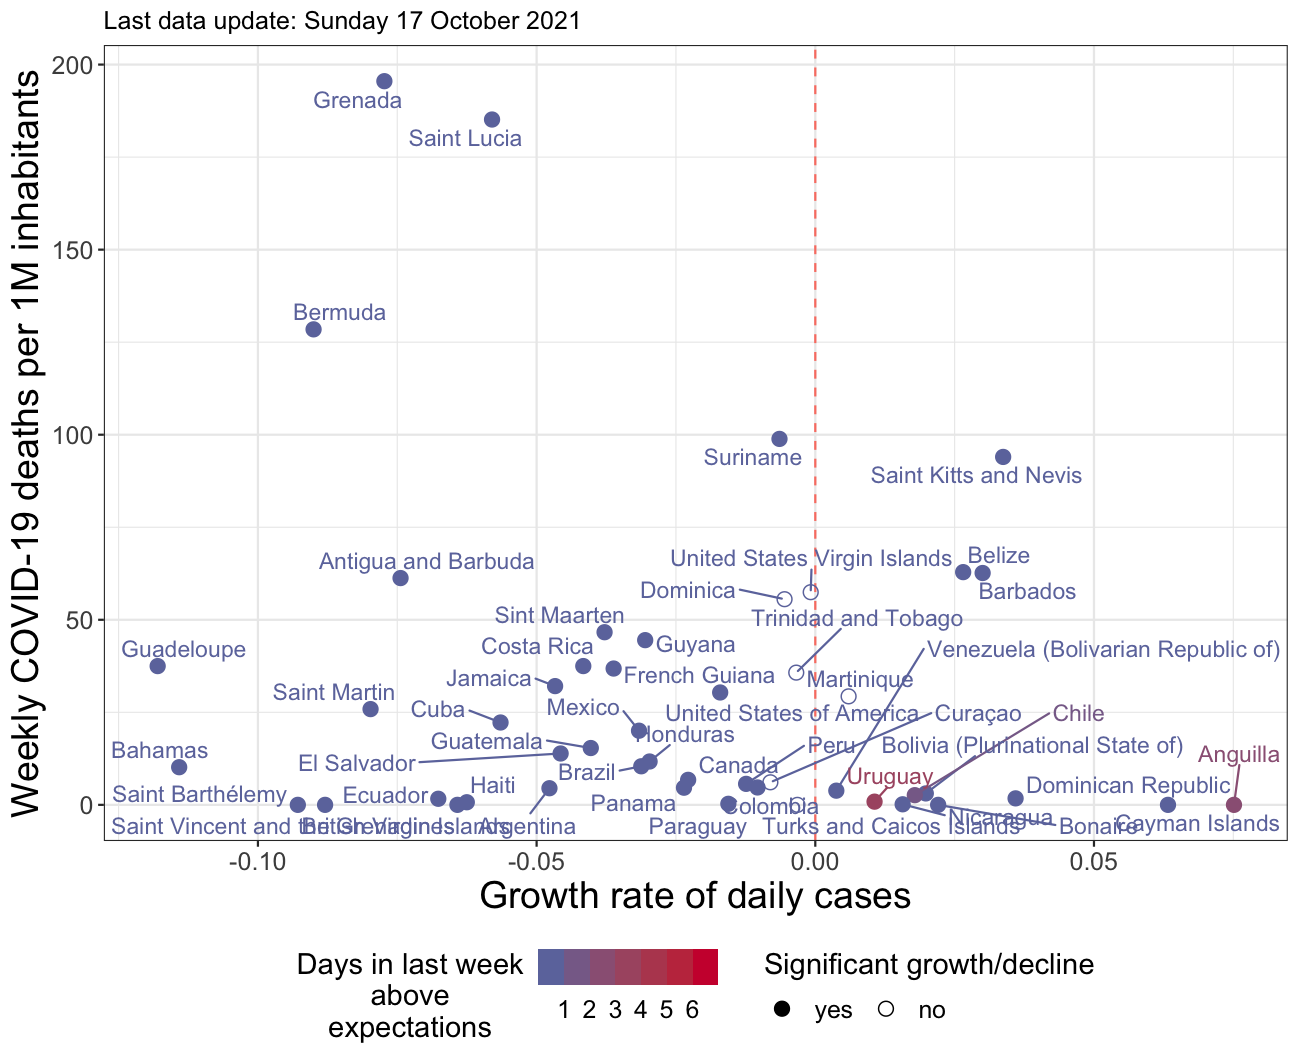 Last data update: Sunday 17 October 2021
Weekly COVID-19 deaths per 1M inhabitants
200
150
100
50
0
Grenada
Saint Lucia
Bermuda
Suriname
Saint Kitts and Nevis
United States Virgin Islands
Belize
Antigua and Barbuda
Dominica
Barbados
Sint Maarten
Trinidad and Tobago
Guadeloupe
Costa Rica
Guyana
Venezuela (Bolivarian Republic of)
Jamaica
French Guiana
Martinique
Saint Martin
Cuba
Mexico
United States of America
Curaçao
Chile
Guatemala
Honduras
Peru
Bolivia (Plurinational State of)
Bahamas
El Salvador
Brazil
Canada
Anguilla
Uruguay
Saint Barthélemy
Ecuador
Haiti
Dominican Republic
Panama
Colombia
Nicaragua
Saint Vincent and the Grenadines
British Virgin Islands
Argentina
Paraguay
Turks and Caicos Islands
Bonaire
Cayman Islands
-0.10
-0.05
0.00
0.05
Growth rate of daily cases
Days in last week
above
expectations
1 2 3 4 5 6
Significant growth/decline
yes
no